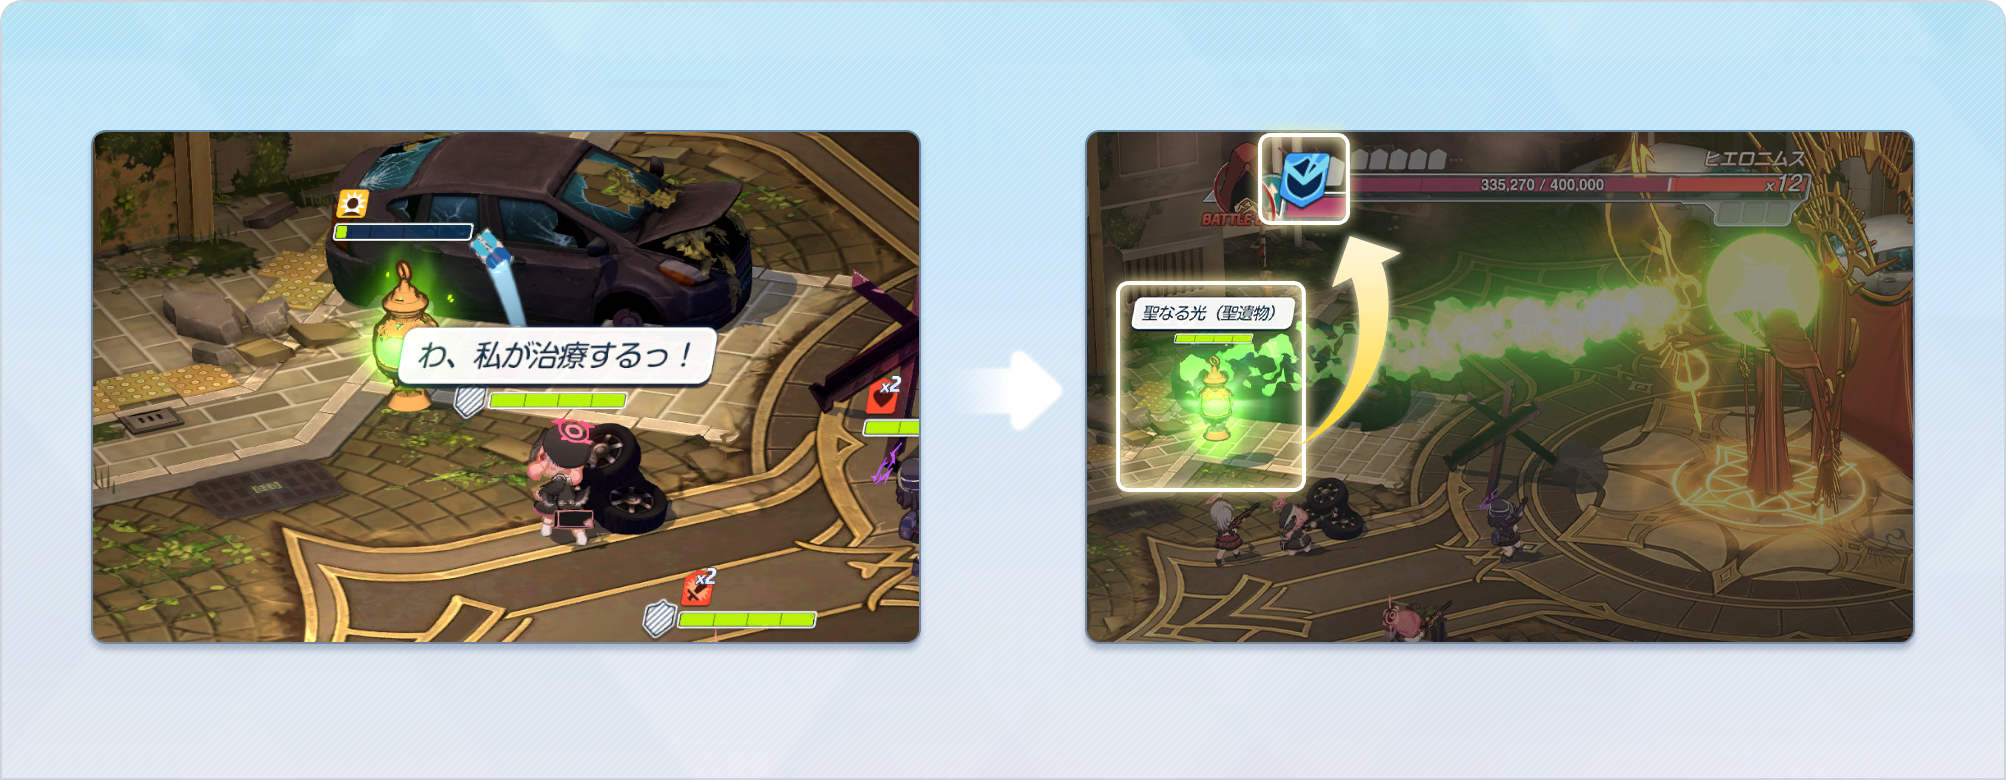 わ、私が治療するっ！
x2
x2
ヒエロニムス
335,270 / 400,000
x12
BATTLE
聖なる光（聖遺物）